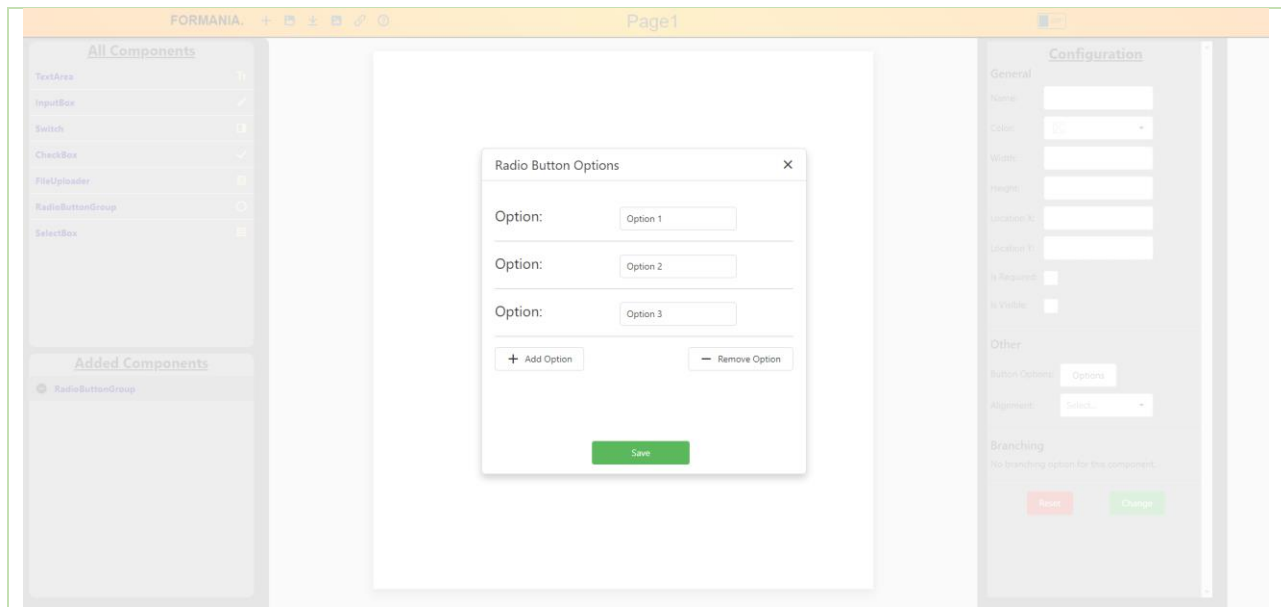 FORMANIA.
Page1
All Components
TextArea
InputBox
Switch
CheckBox
FileUploader
RadioButtonGroup
SelectBox
Added Components
RadioButtonGroup
Radio Button Options
Option: Option 1
Option: Option 2
Option: Option 3
Add Option
Remove Option
Save
Configuration
General
Name:
Color:
Width:
Height:
Location X:
Location Y:
Is Required:
Is Visible:
Other
Button Options: Options
Alignment: Select...
Branching
No branching option for this component.
Reset Change